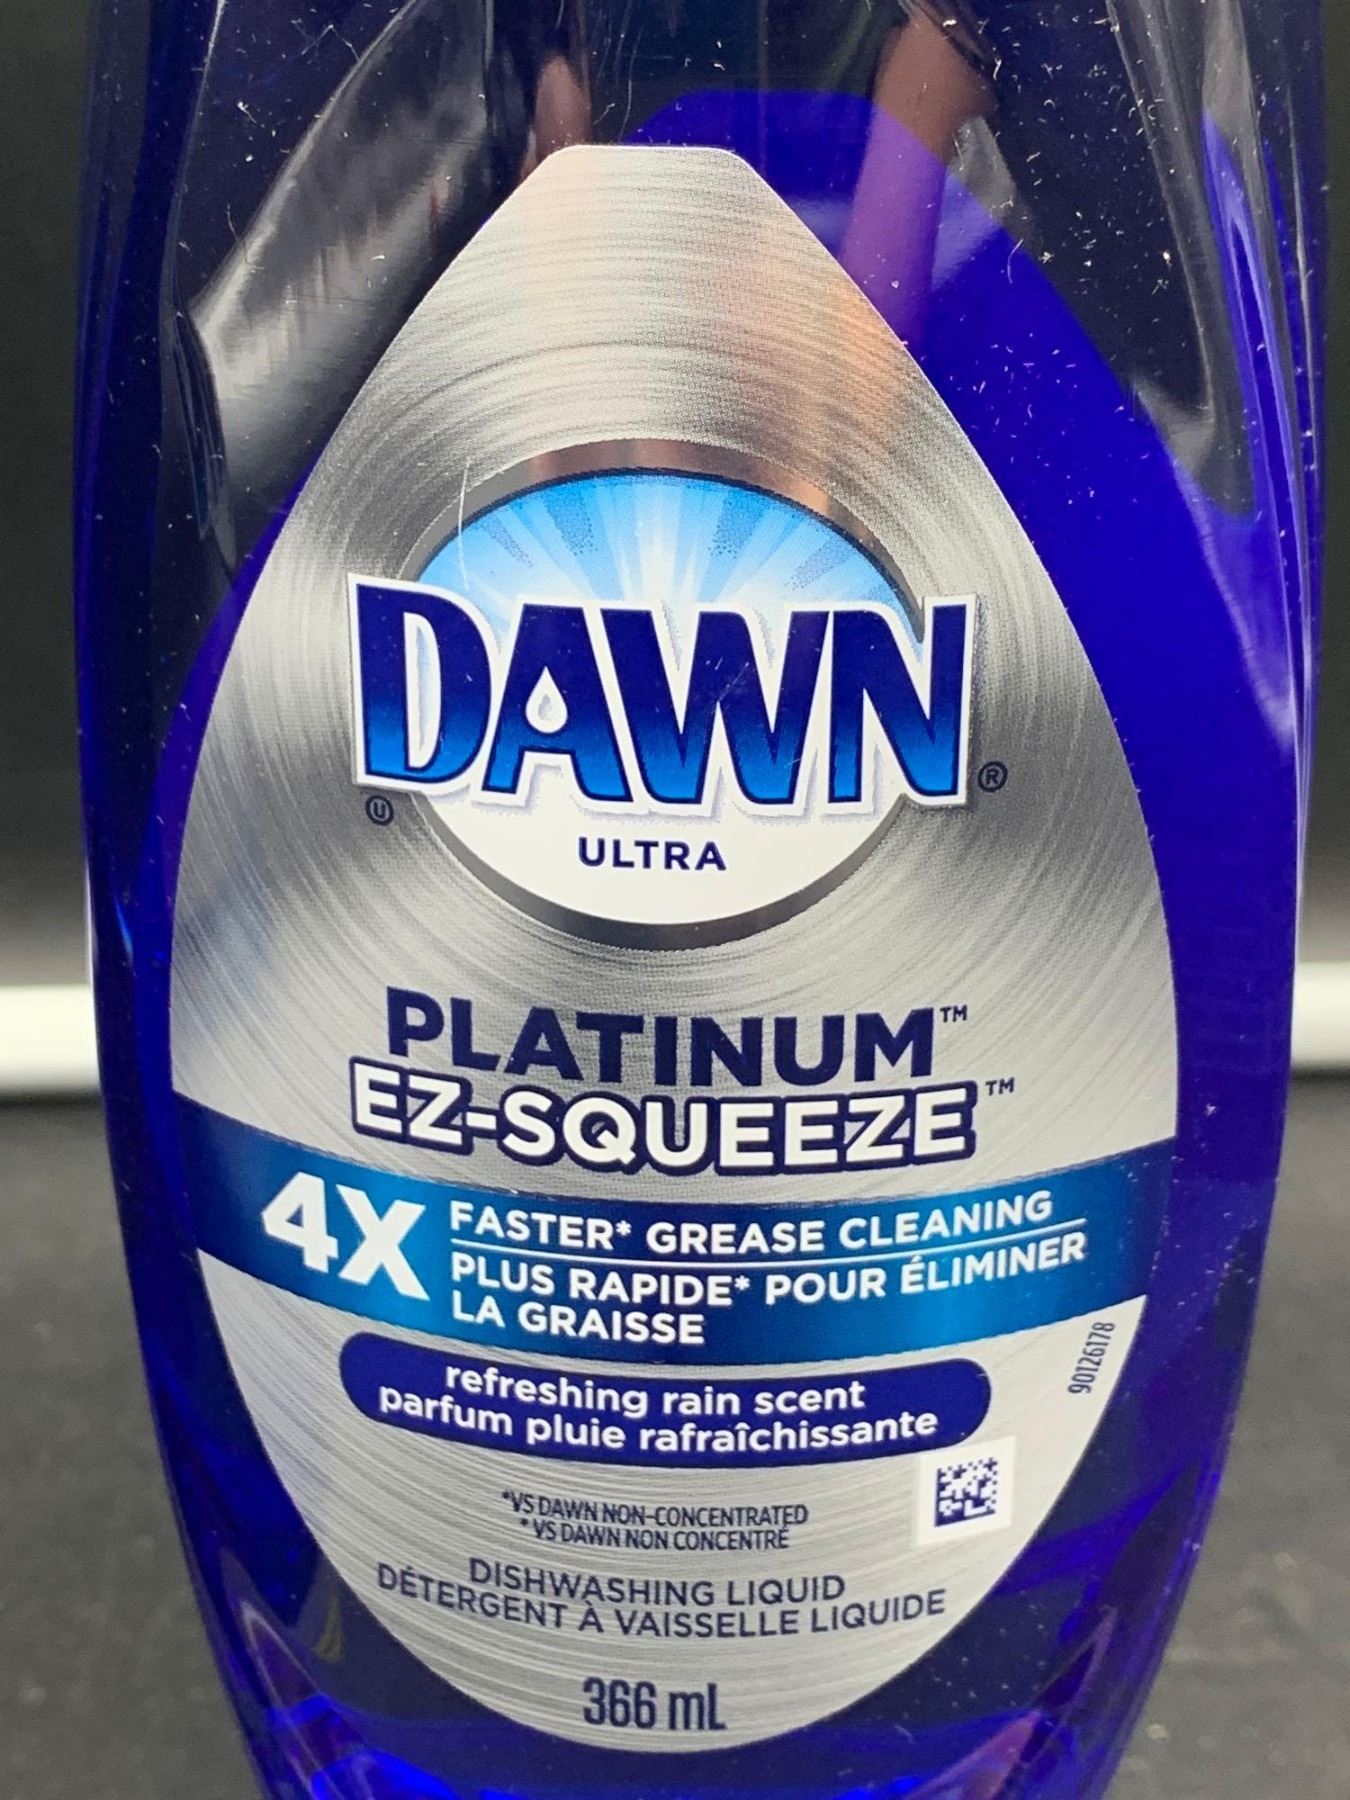 DAWN®
Ⓤ
ULTRA
PLATINUM™
EZ-SQUEEZE™
4X FASTER* GREASE CLEANING
PLUS RAPIDE* POUR ÉLIMINER
LA GRAISSE
90126178
refreshing rain scent
parfum pluie rafraîchissante
*VS DAWN NON-CONCENTRATED
*VS DAWN NON CONCENTRÉ
DISHWASHING LIQUID
DÉTERGENT À VAISSELLE LIQUIDE
366 mL